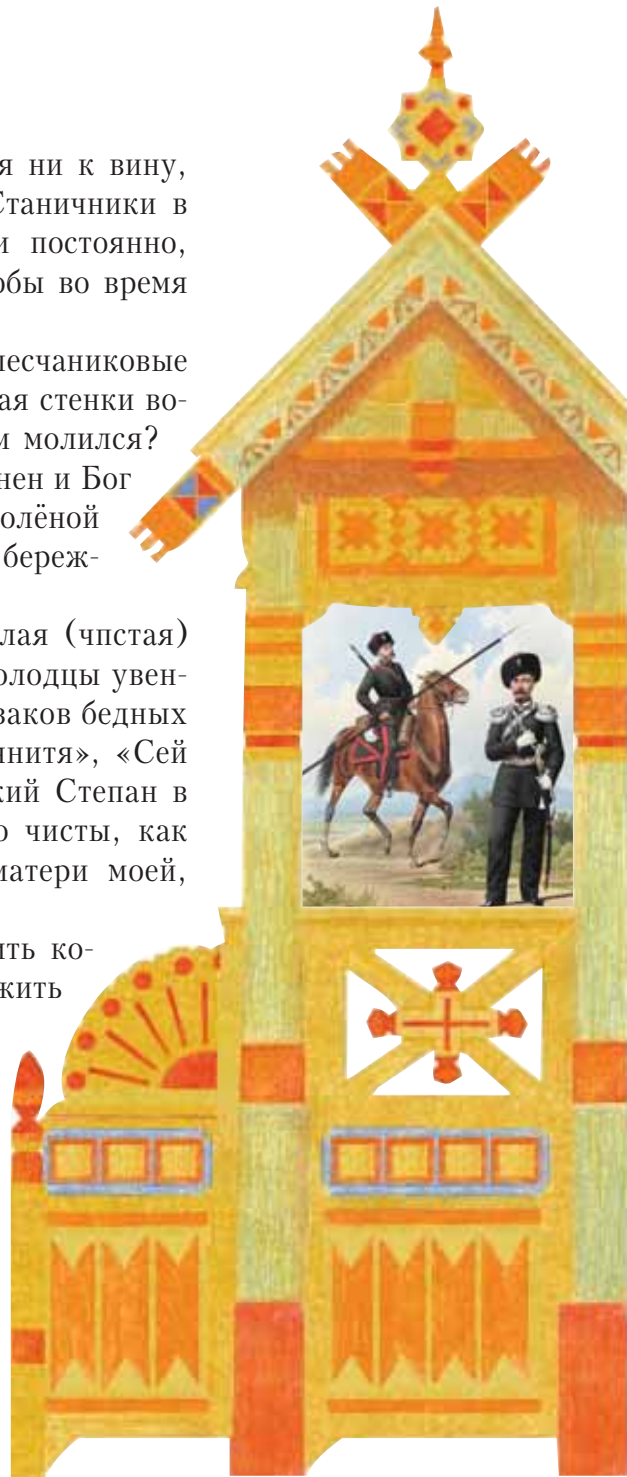 я ни к вину,
Станичники в
и постоянно,
обы во время
песчаниковые
ая стенки во-
м молился?
нен и Бог
олёной
береж-
лая (чпстая)
олодцы увен-
заков бедных
инитя», «Сей
кий Степан в
о чисты, как
матери моей,
ить ко-
жить